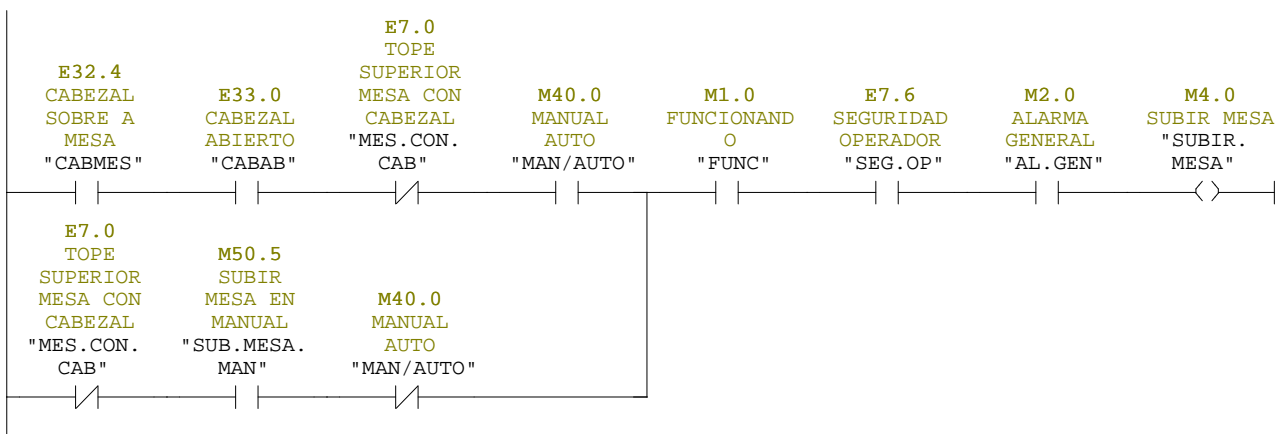 E32.4
CABEZAL
SOBRE A
MESA
"CABMES"
E33.0
CABEZAL
ABIERTO
"CABAB"
E7.0
TOPE
SUPERIOR
MESA CON
CABEZAL
"MES.CON.
CAB"
M40.0
MANUAL
AUTO
"MAN/AUTO"
M1.0
FUNCIONAND
O
"FUNC"
E7.6
SEGURIDAD
OPERADOR
"SEG.OP"
M2.0
ALARMA
GENERAL
"AL.GEN"
M4.0
SUBIR MESA
"SUBIR.
MESA"
E7.0
TOPE
SUPERIOR
MESA CON
CABEZAL
"MES.CON.
CAB"
M50.5
SUBIR
MESA EN
MANUAL
"SUB.MESA.
MAN"
M40.0
MANUAL
AUTO
"MAN/AUTO"